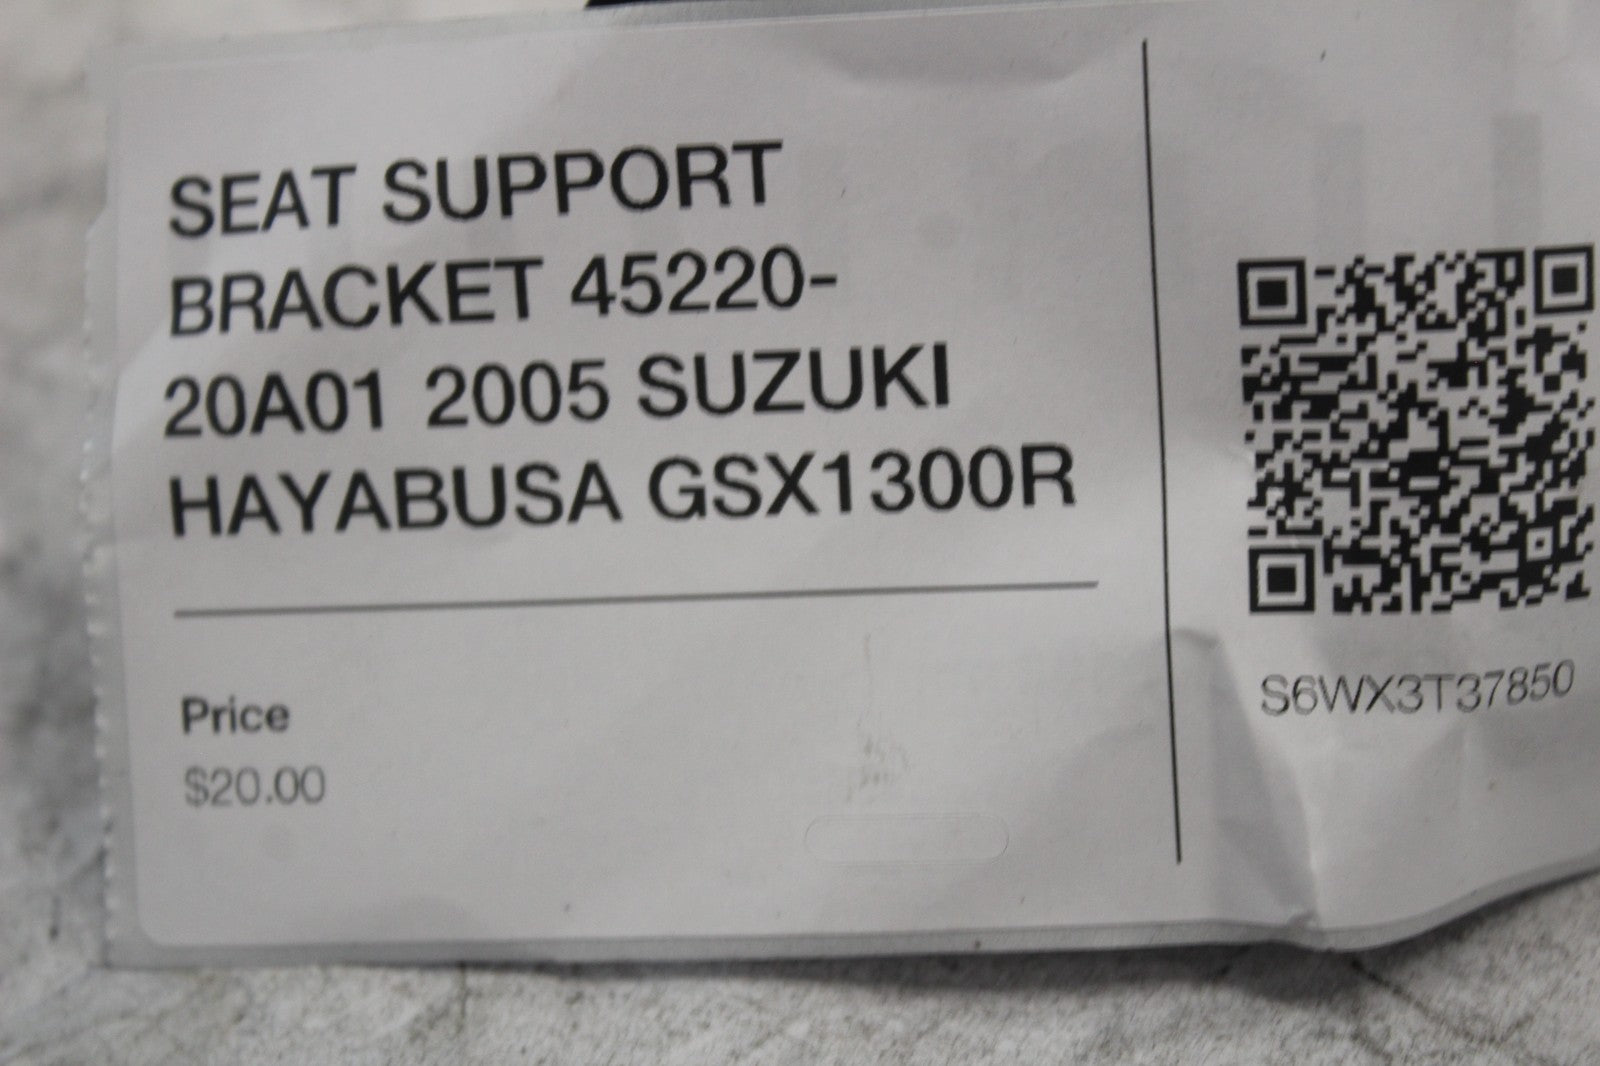 SEAT SUPPORT
BRACKET 45220-
20A01 2005 SUZUKI
HAYABUSA GSX1300R
Price
$20.00
S6WX3T37850